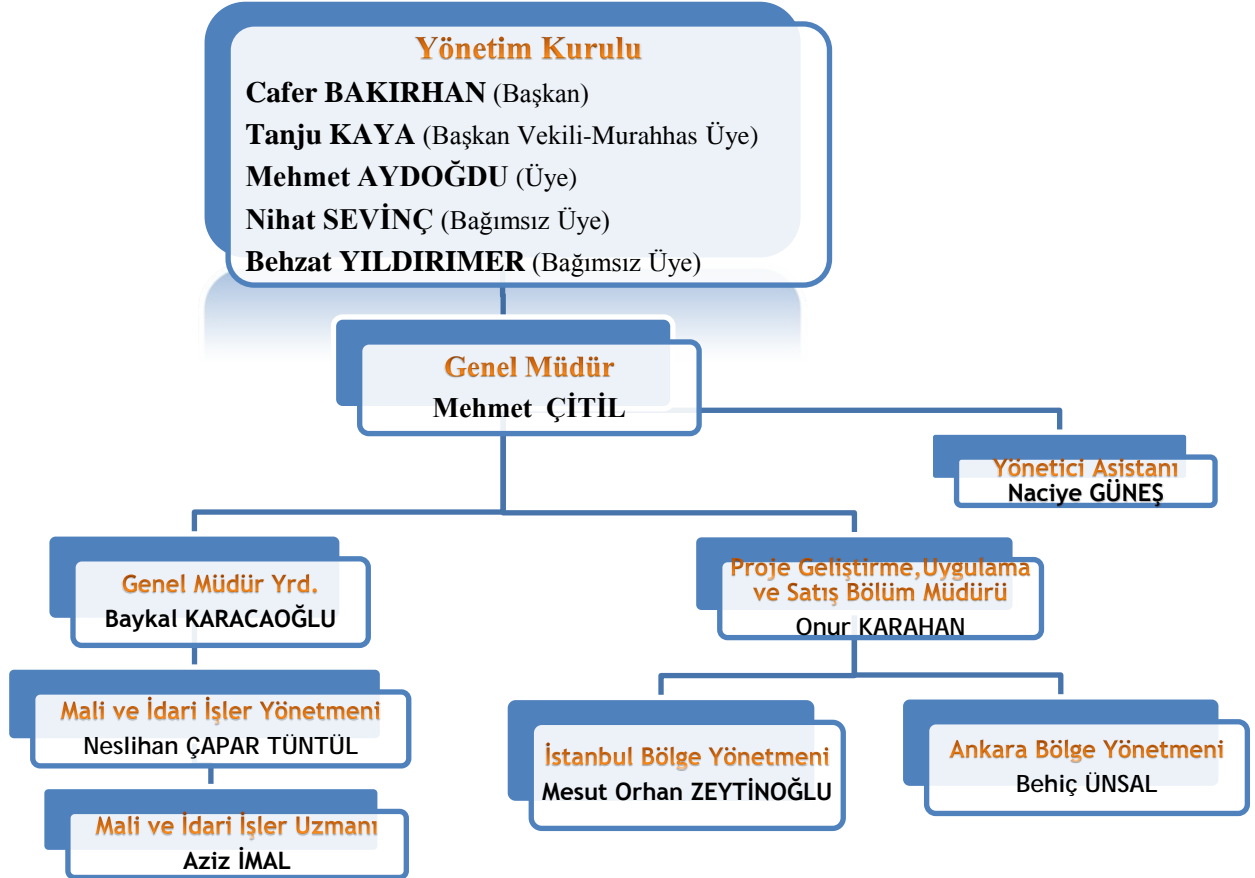 Yönetim Kurulu
Cafer BAKIRHAN (Başkan)
Tanju KAYA (Başkan Vekili-Murahhas Üye)
Mehmet AYDOĞDU (Üye)
Nihat SEVİNÇ (Bağımsız Üye)
Behzat YILDIRIMER (Bağımsız Üye)
Genel Müdür
Mehmet ÇİTİL
Yönetici Asistanı
Naciye GÜNEŞ
Genel Müdür Yrd.
Baykal KARACAOĞLU
Proje Geliştirme,Uygulama
ve Satış Bölüm Müdürü
Onur KARAHAN
Mali ve İdari İşler Yönetmeni
Neslihan ÇAPAR TÜNTÜL
İstanbul Bölge Yönetmeni
Mesut Orhan ZEYTİNOĞLU
Ankara Bölge Yönetmeni
Behiç ÜNSAL
Mali ve İdari İşler Uzmanı
Aziz İMAL